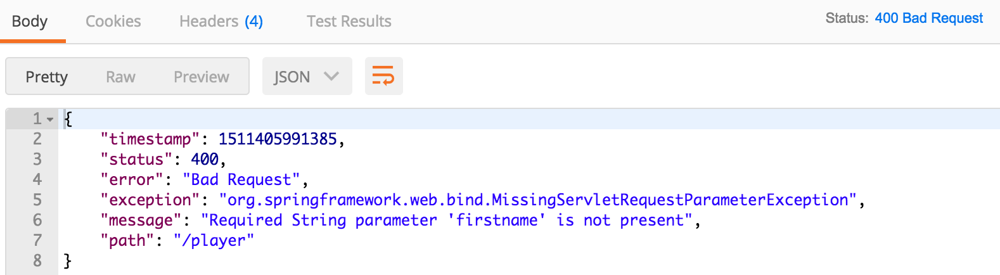 Body Cookies Headers (4) Test Results Status: 400 Bad Request
Pretty Raw Preview JSON
1 {
2 "timestamp": 1511405991385,
3 "status": 400,
4 "error": "Bad Request",
5 "exception": "org.springframework.web.bind.MissingServletRequestParameterException",
6 "message": "Required String parameter 'firstname' is not present",
7 "path": "/player"
8 }